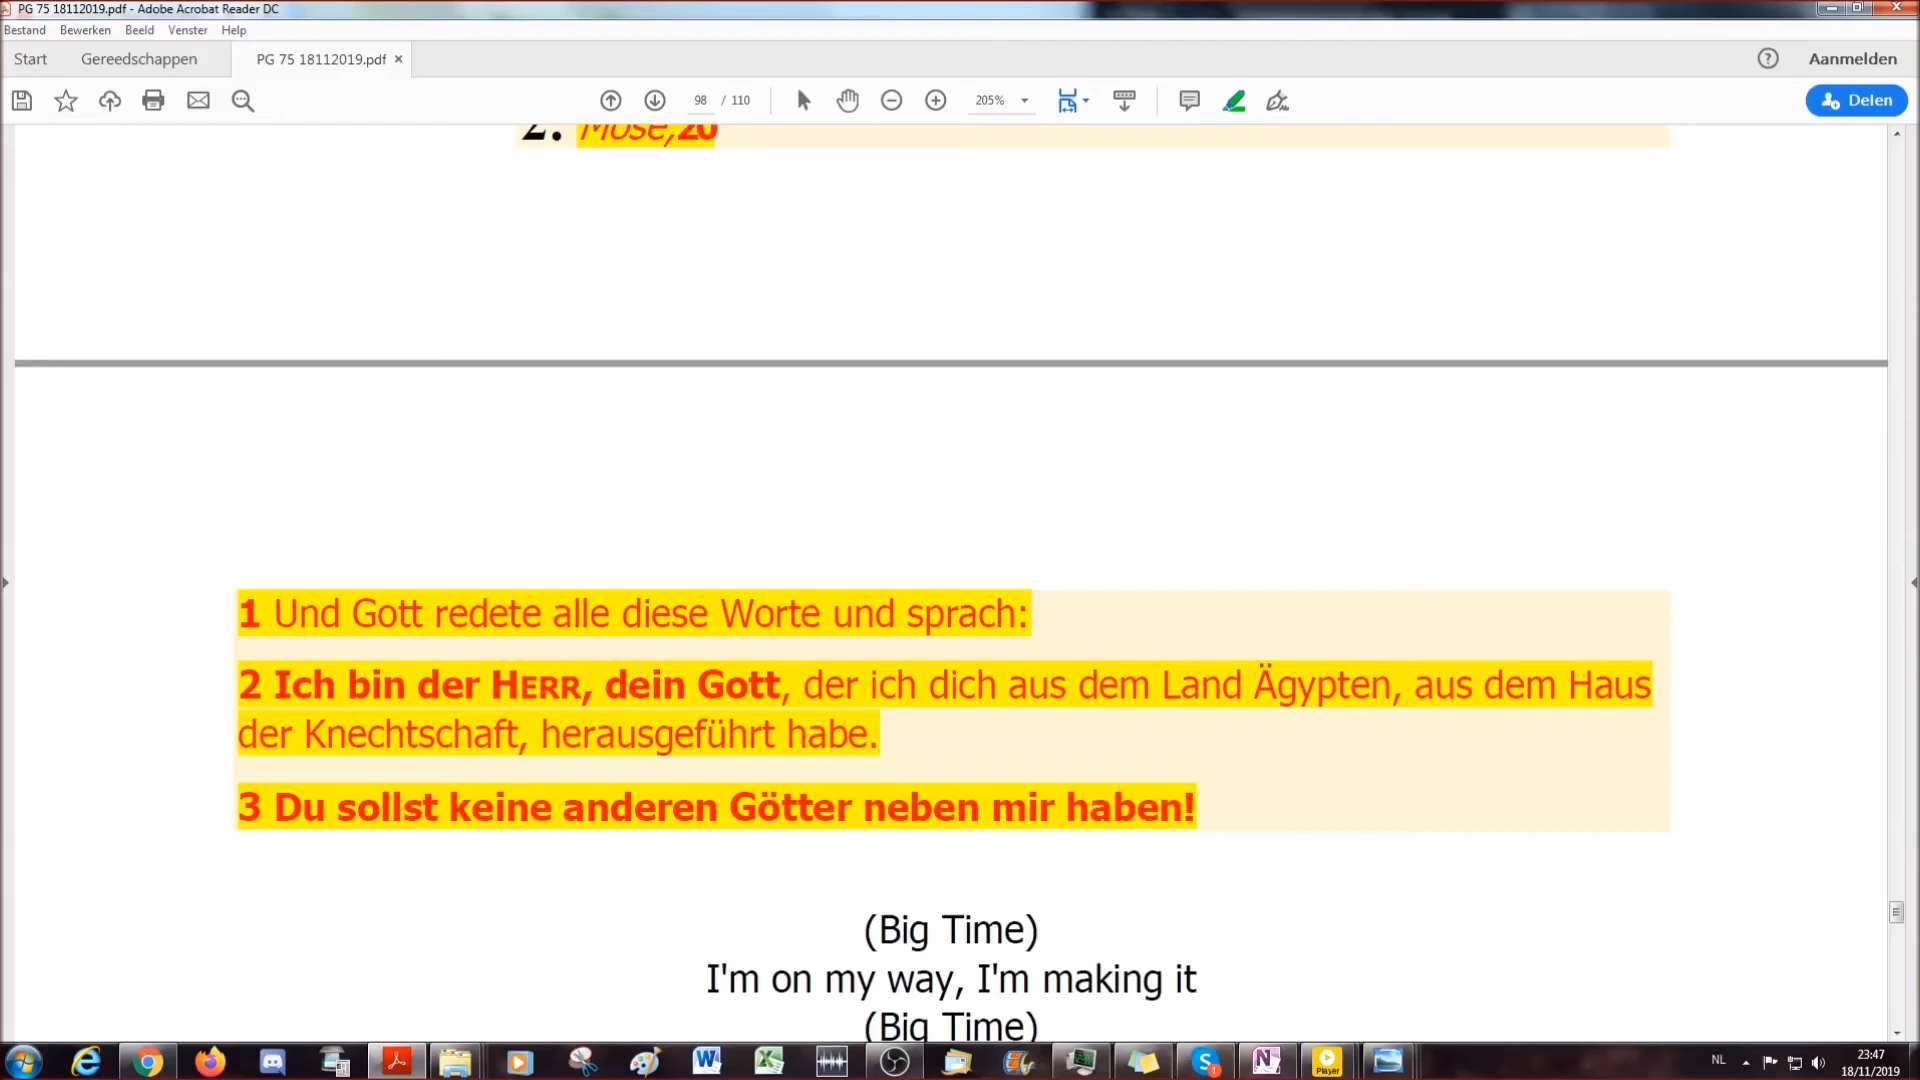 PG 75 18112019.pdf - Adobe Acrobat Reader DC
Bestand Bewerken Beeld Venster Help
Start Gereedschappen PG 75 18112019.pdf × Aanmelden
98 / 110 205% Delen
2. Mose,20
1 Und Gott redete alle diese Worte und sprach:
2 Ich bin der HERR, dein Gott, der ich dich aus dem Land Ägypten, aus dem Haus
der Knechtschaft, herausgeführt habe.
3 Du sollst keine anderen Götter neben mir haben!
(Big Time)
I'm on my way, I'm making it
(Big Time)
NL 23:47
18/11/2019
Player